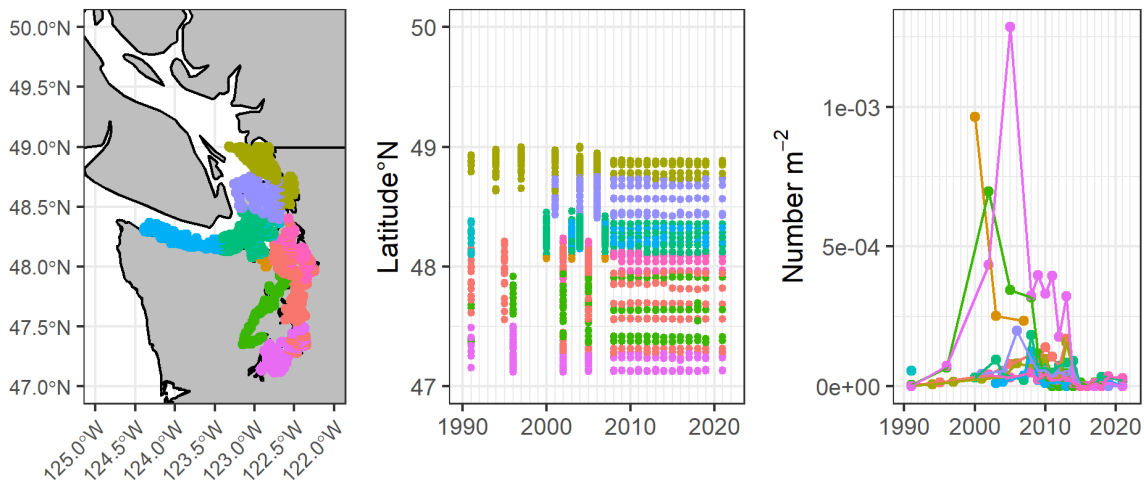 50.0°N
49.5°N
49.0°N
48.5°N
48.0°N
47.5°N
47.0°N
125.0°W
124.5°W
124.0°W
123.5°W
123.0°W
122.5°W
122.0°W
Latitude°N
50
49
48
47
1990
2000
2010
2020
Number m⁻²
1e-03
5e-04
0e+00
1990
2000
2010
2020